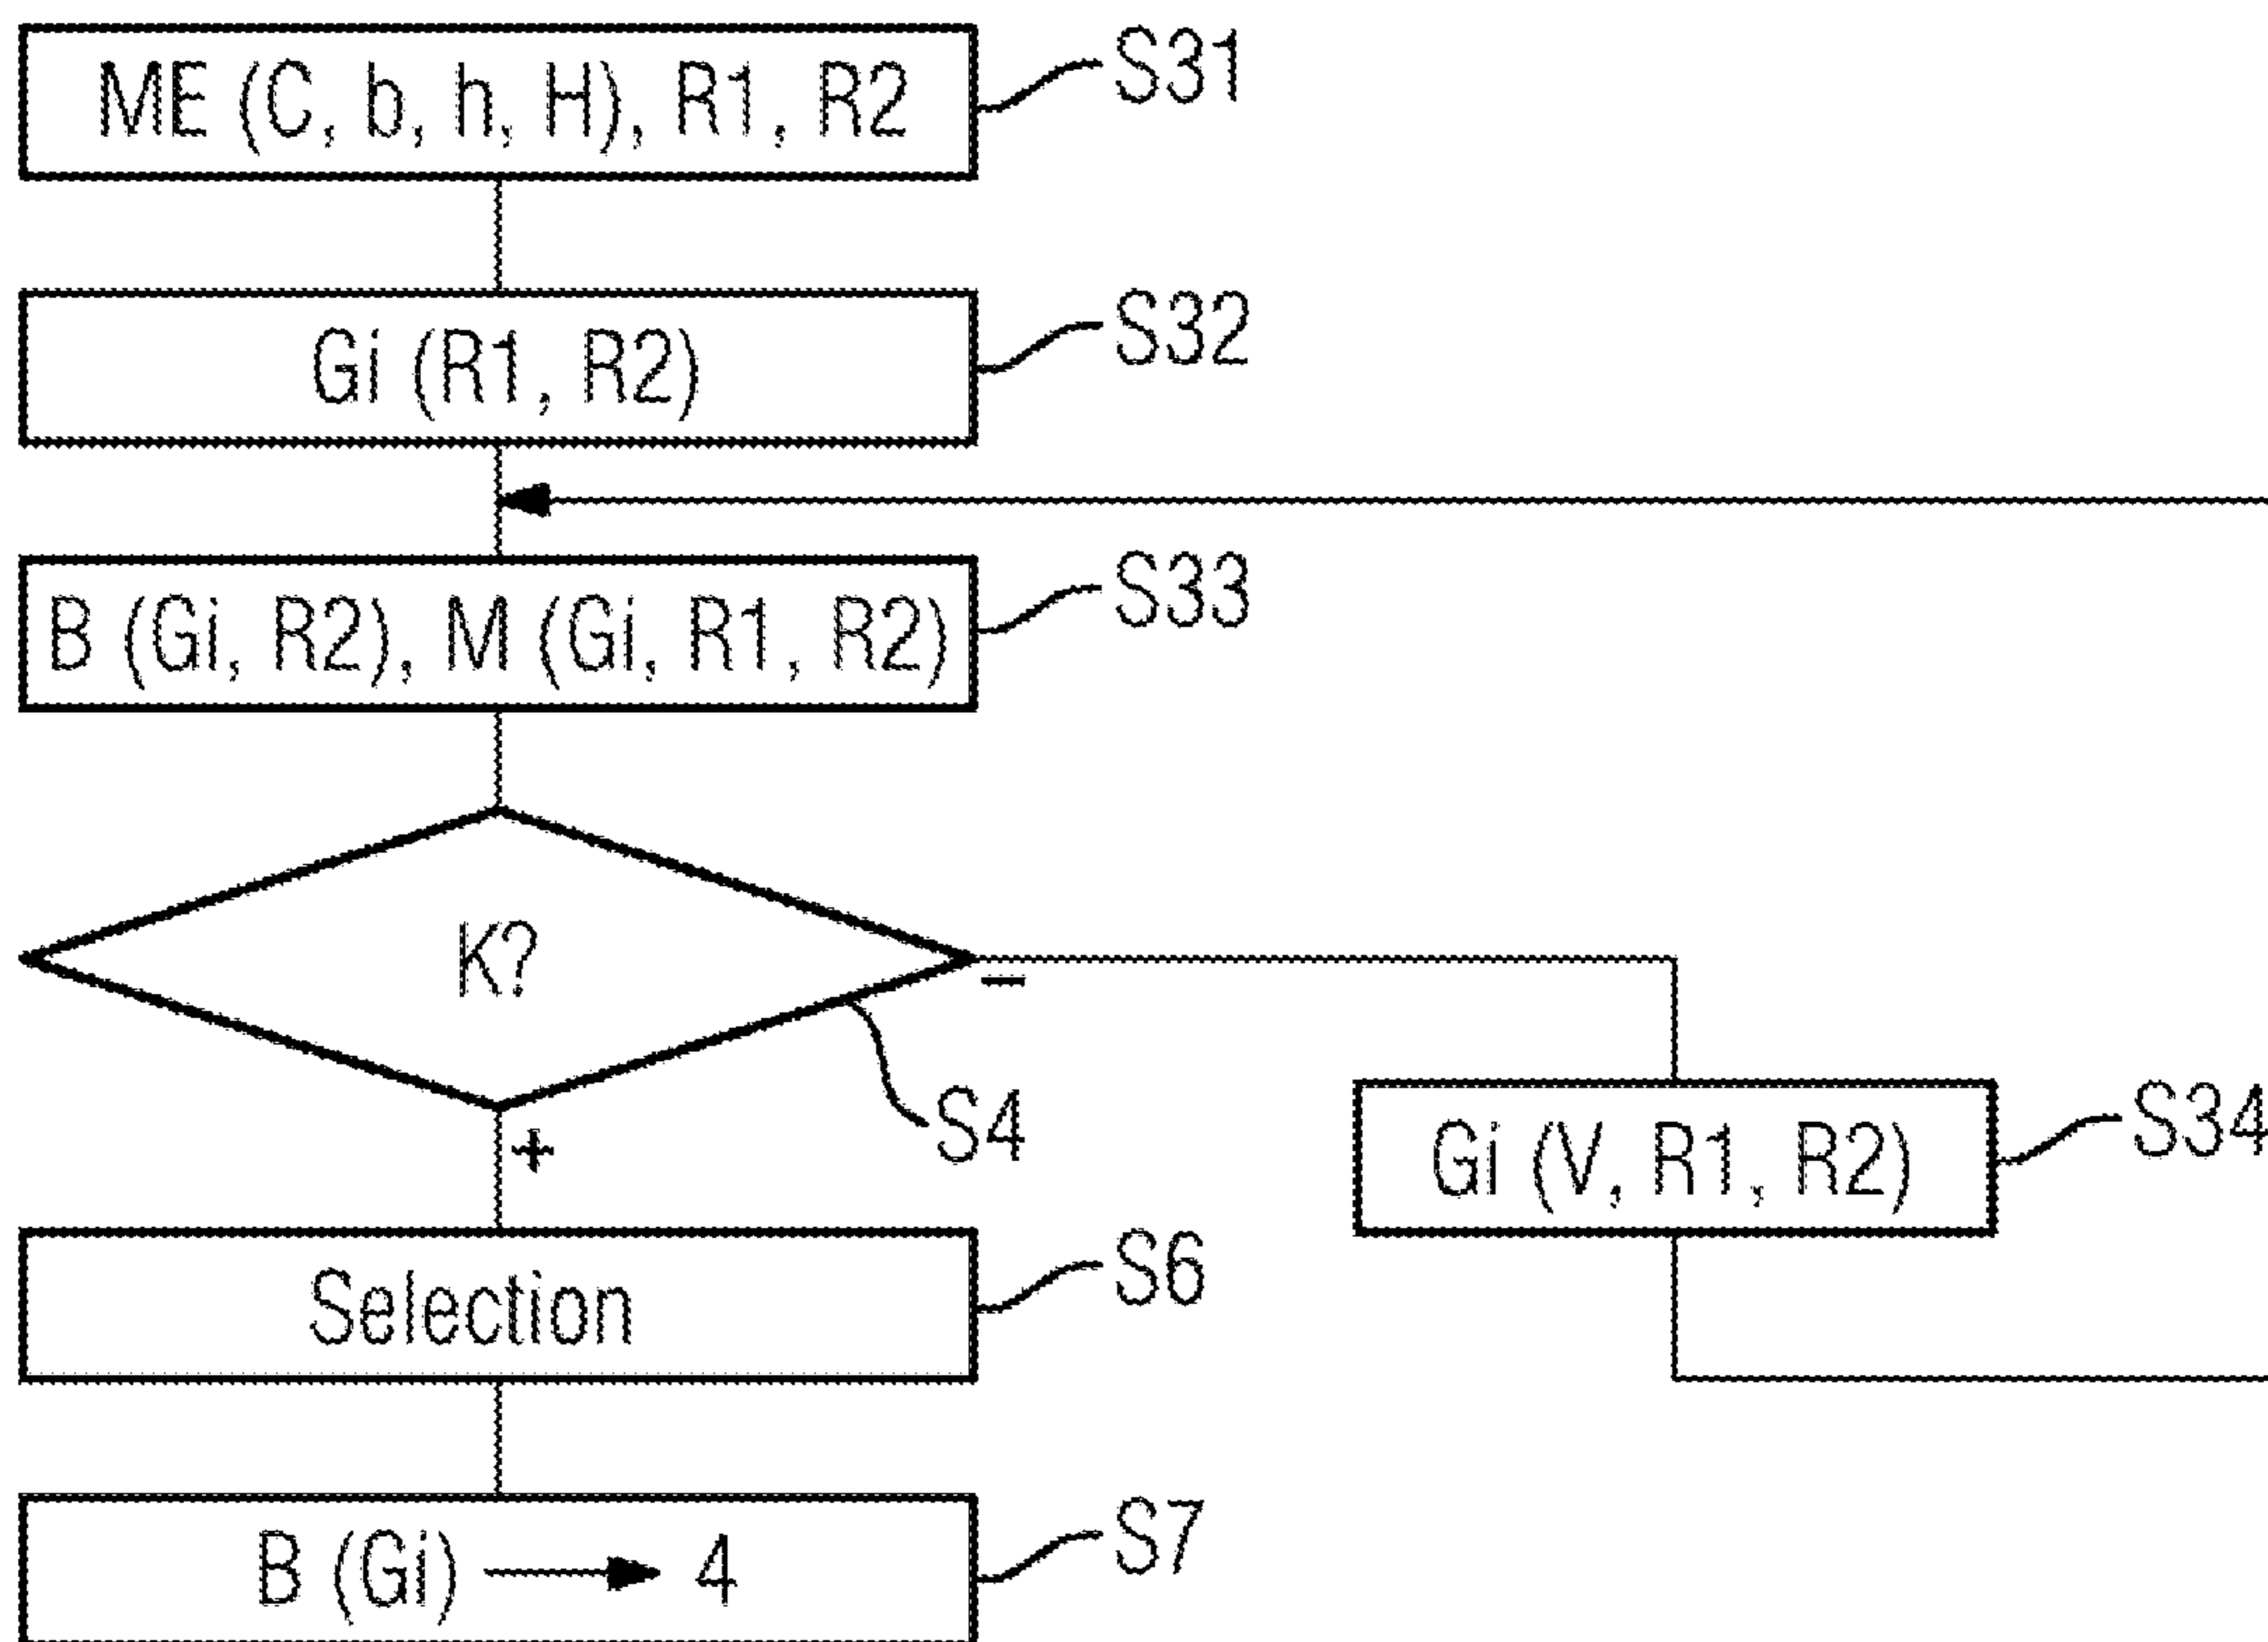 ME (C, b, h, H), R1, R2
S31
Gi (R1, R2)
S32
B (Gi, R2), M (Gi, R1, R2)
S33
K?
−
S4
+
Gi (V, R1, R2)
S34
Selection
S6
B (Gi) → 4
S7